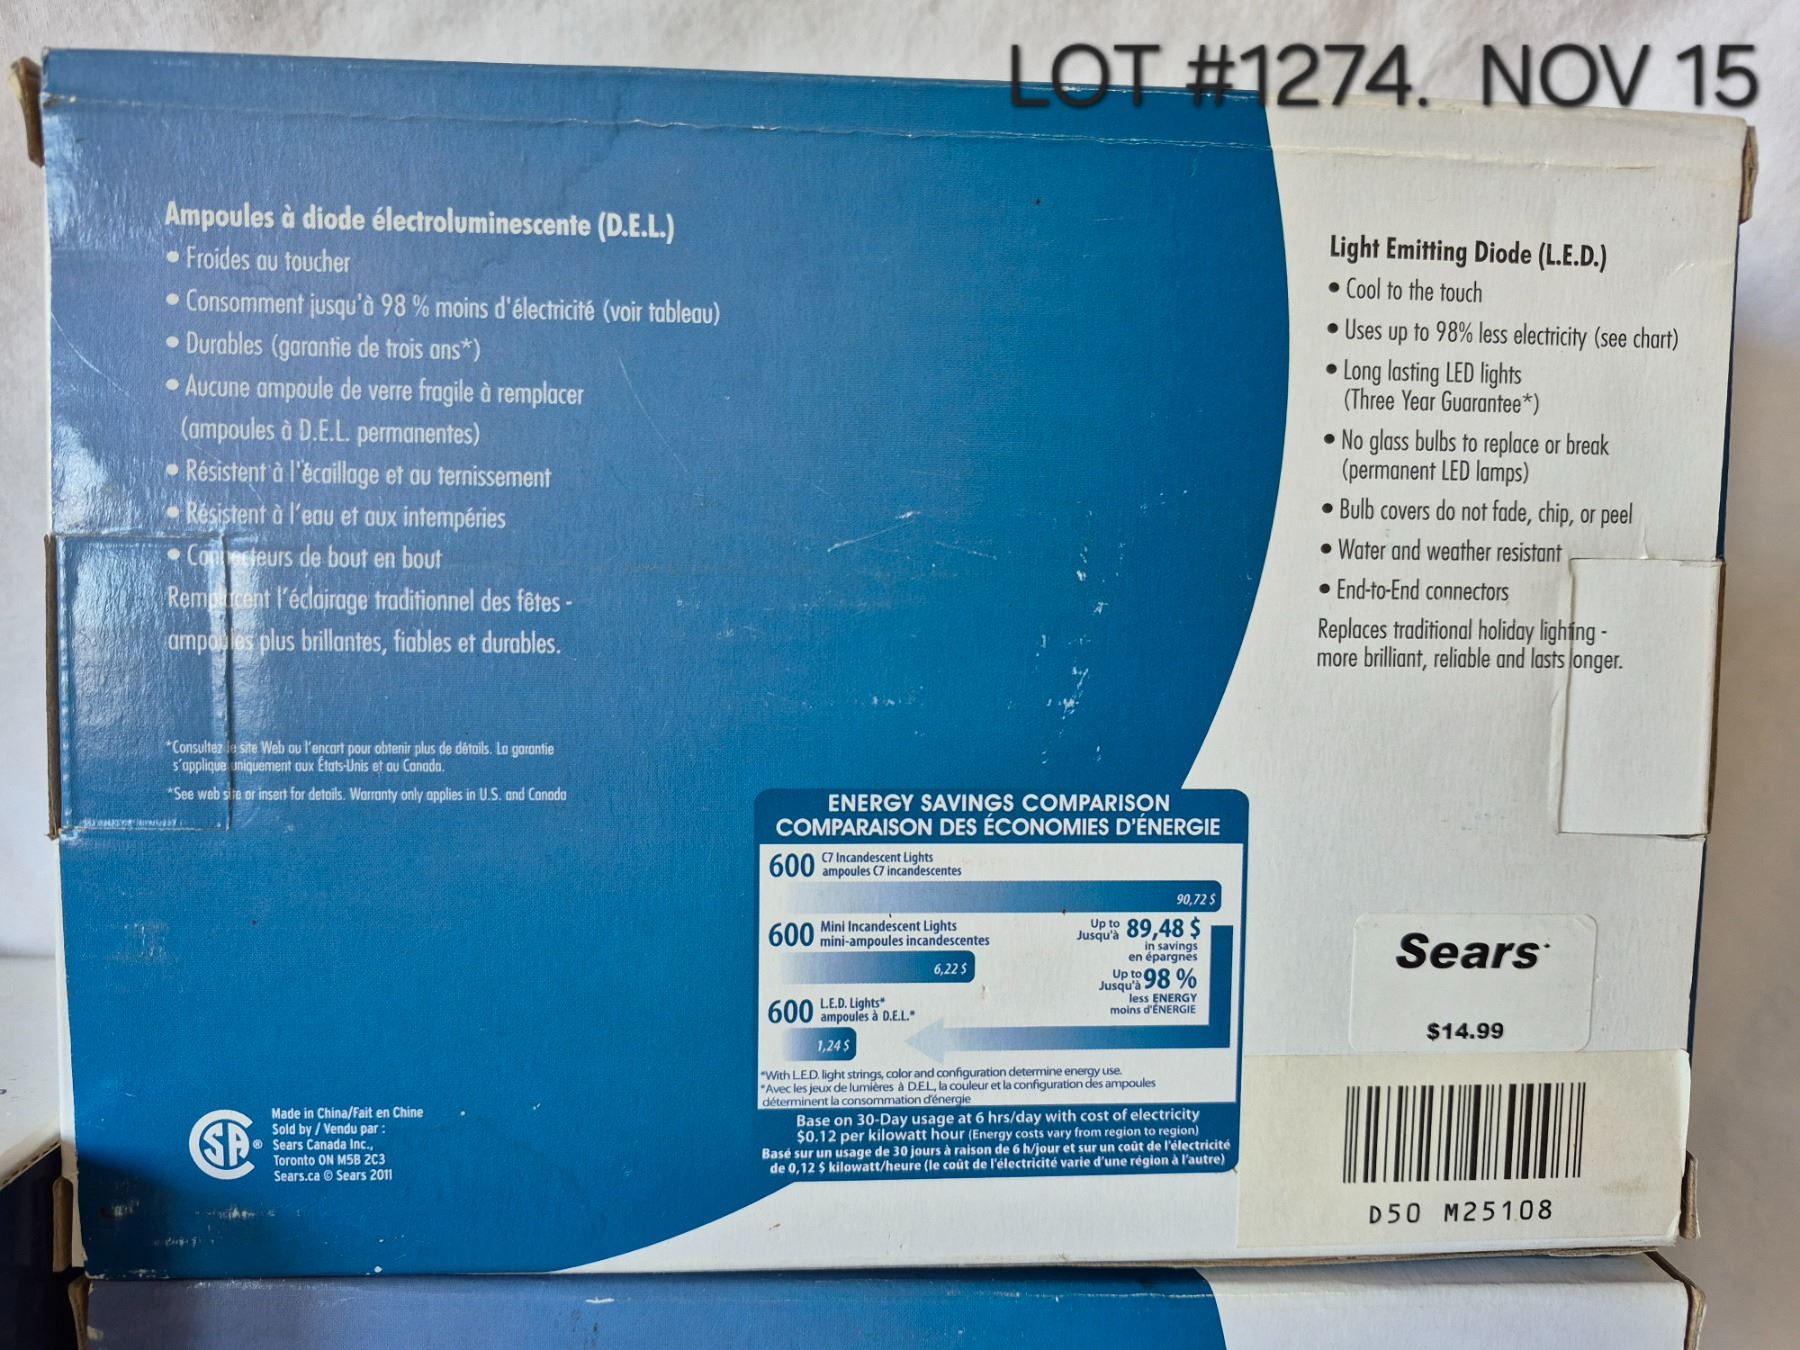 LOT #1274. NOV 15
Ampoules à diode électroluminescente (D.E.L.)
• Froides au toucher
• Consomment jusqu'à 98 % moins d'électricité (voir tableau)
• Durables (garantie de trois ans*)
• Aucune ampoule de verre fragile à remplacer
(ampoules à D.E.L. permanentes)
• Résistent à l'écaillage et au ternissement
• Résistent à l'eau et aux intempéries
• Connecteurs de bout en bout
Remplacent l'éclairage traditionnel des fêtes -
ampoules plus brillantes, fiables et durables.
*Consultez le site Web ou l'encart pour obtenir plus de détails. La garantie
s'applique uniquement aux États-Unis et au Canada.
*See web site or insert for details. Warranty only applies in U.S. and Canada
Light Emitting Diode (L.E.D.)
• Cool to the touch
• Uses up to 98% less electricity (see chart)
• Long lasting LED lights
(Three Year Guarantee*)
• No glass bulbs to replace or break
(permanent LED lamps)
• Bulb covers do not fade, chip, or peel
• Water and weather resistant
• End-to-End connectors
Replaces traditional holiday lighting -
more brilliant, reliable and lasts longer.
ENERGY SAVINGS COMPARISON
COMPARAISON DES ÉCONOMIES D'ÉNERGIE
600 C7 Incandescent Lights
ampoules C7 incandescentes
90,72 $
600 Mini Incandescent Lights
mini-ampoules incandescentes
6,22 $
Up to
Jusqu'à 89,48 $
in savings
en épargnes
Up to
Jusqu'à 98 %
less ENERGY
moins d'ÉNERGIE
600 L.E.D. Lights*
ampoules à D.E.L.*
1,24 $
*With L.E.D. light strings, color and configuration determine energy use.
*Avec les jeux de lumières à D.E.L, la couleur et la configuration des ampoules
déterminent la consommation d'énergie
Base on 30-Day usage at 6 hrs/day with cost of electricity
$0.12 per kilowatt hour (Energy costs vary from region to region)
Basé sur un usage de 30 jours à raison de 6 h/jour et sur un coût de l'électricité
de 0,12 $ kilowatt/heure (le coût de l'électricité varie d'une région à l'autre)
SA ®
Made in China/Fait en Chine
Sold by / Vendu par :
Sears Canada Inc.,
Toronto ON M5B 2C3
Sears.ca © Sears 2011
Sears
$14.99
D50 M25108